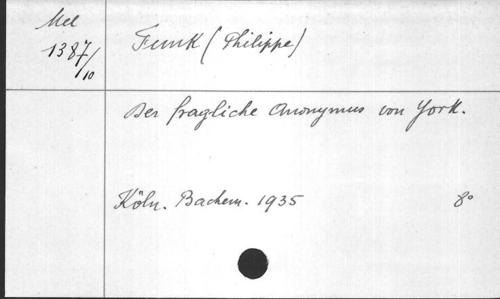 Mel
1387/10
Funk (Philippe)
Der fragliche Anonymus von York.
Köln. Bachem. 1935 8°